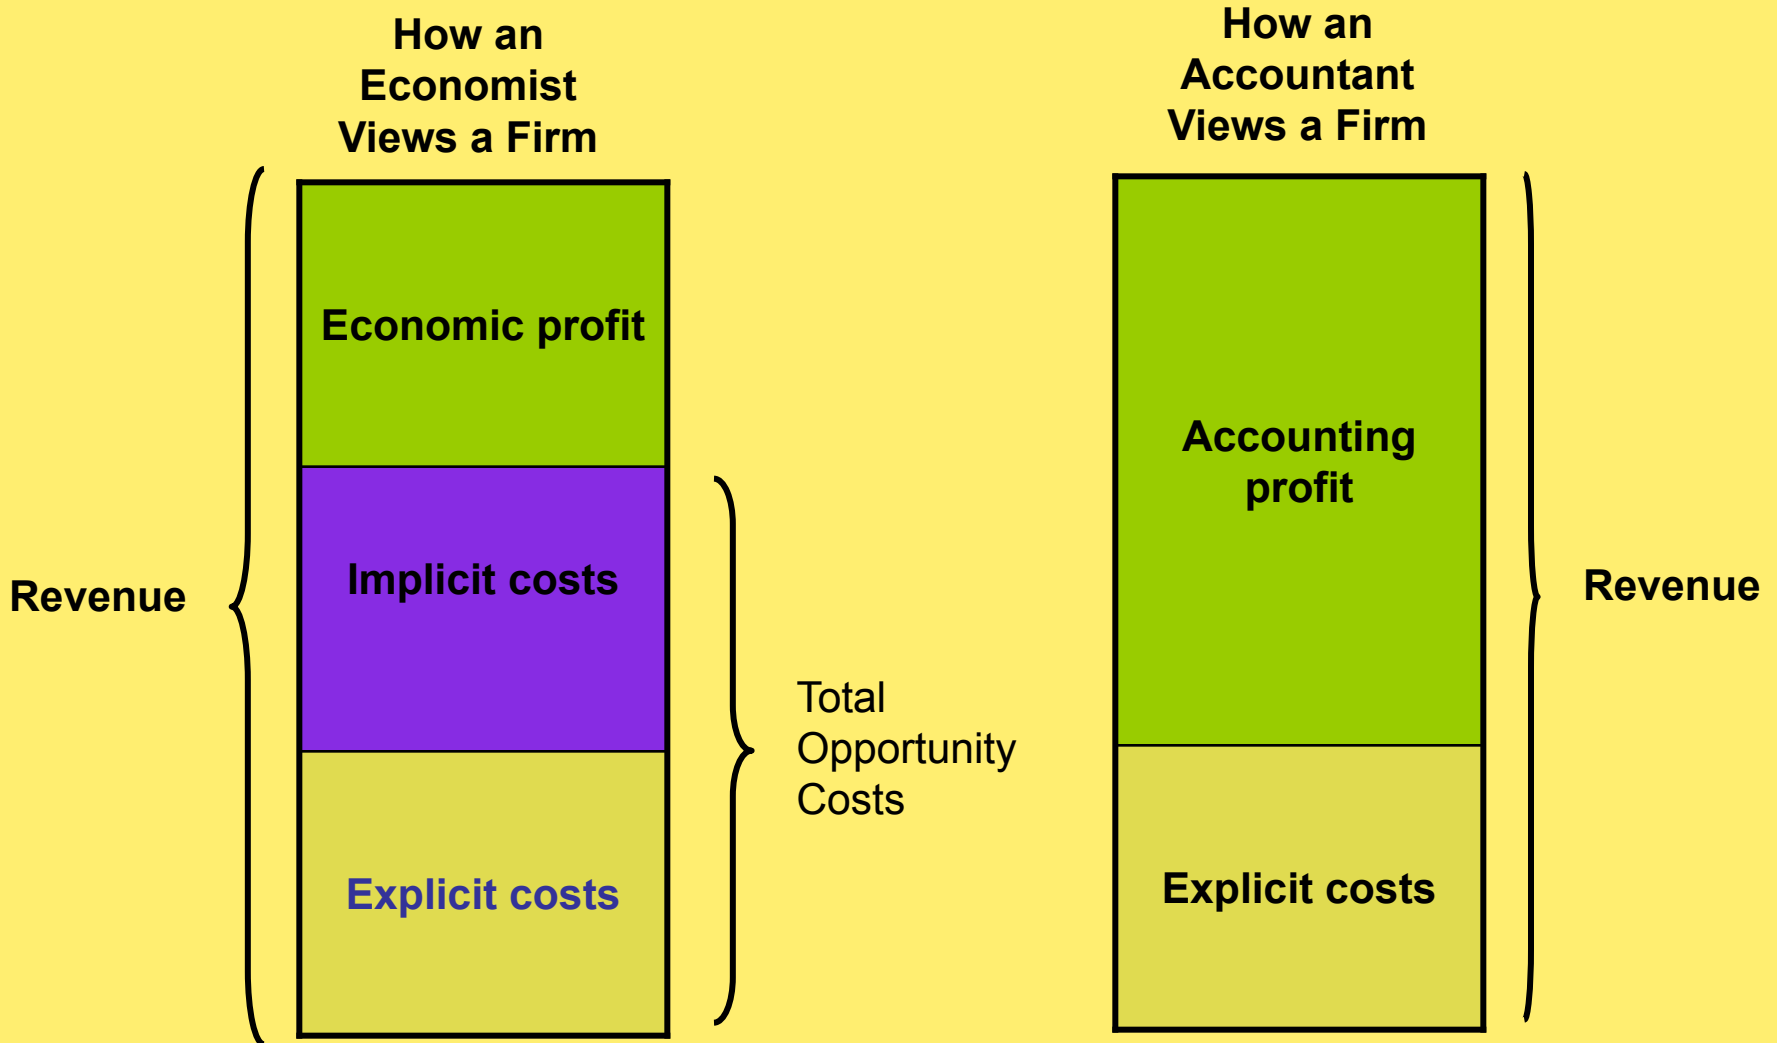 How an
Economist
Views a Firm
How an
Accountant
Views a Firm
Economic profit
Accounting
profit
Implicit costs
Revenue
Revenue
Total
Opportunity
Costs
Explicit costs
Explicit costs